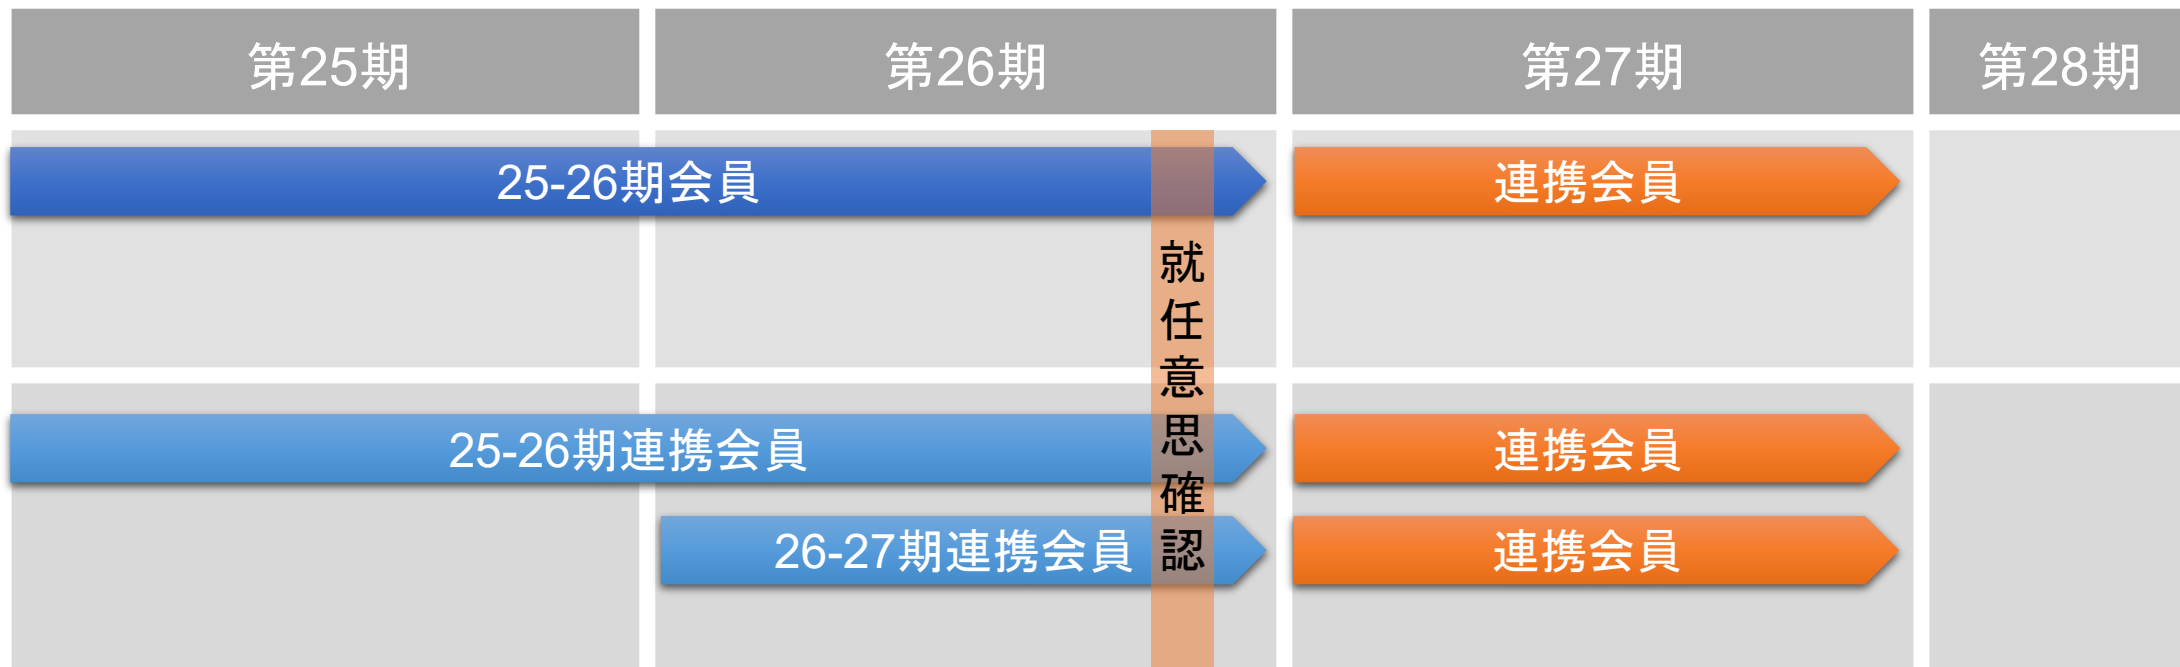 第25期
第26期
第27期
第28期
25-26期会員
連携会員
就任意思確認
25-26期連携会員
連携会員
26-27期連携会員
連携会員